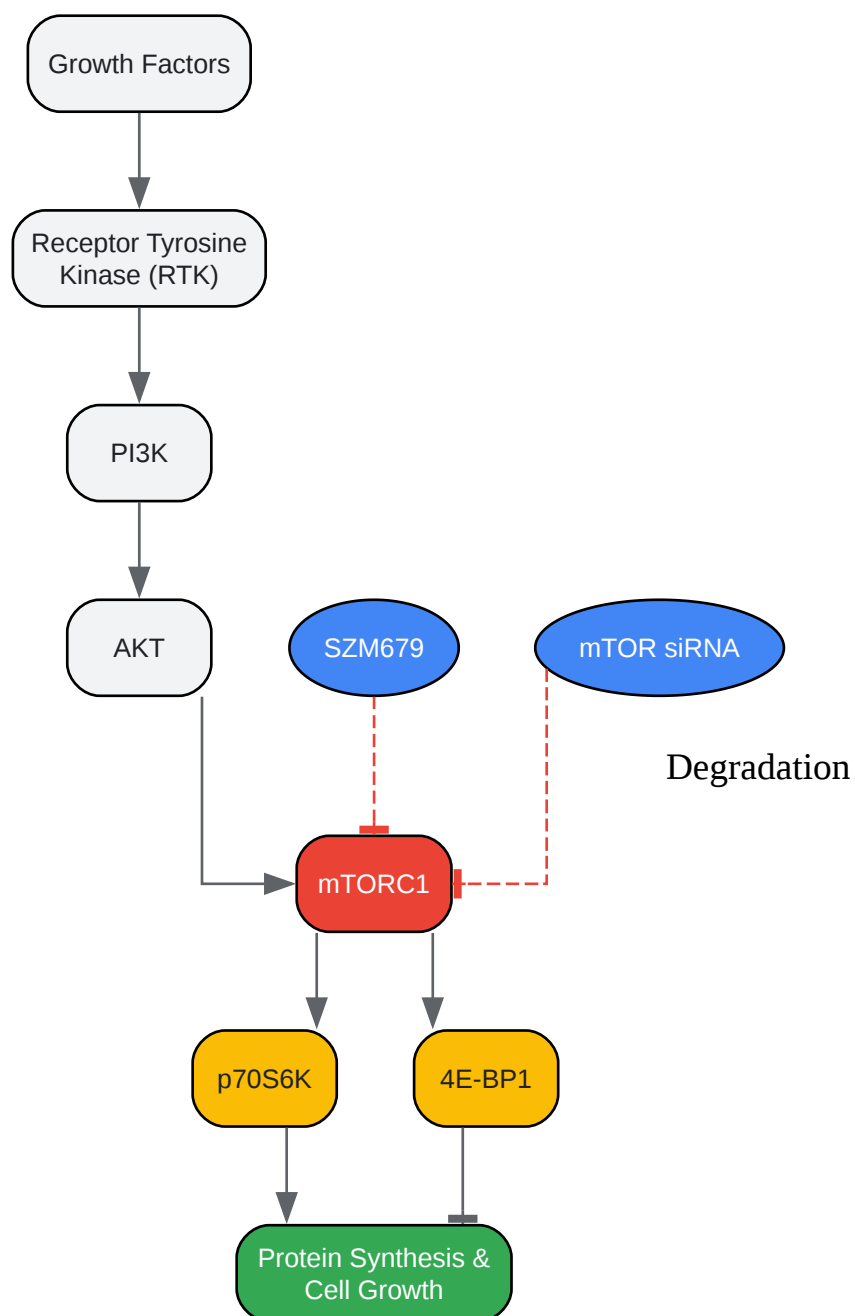 Growth Factors
Receptor Tyrosine
Kinase (RTK)
PI3K
AKT
SZM679
mTOR siRNA
Degradation
mTORC1
p70S6K
4E-BP1
Protein Synthesis &
Cell Growth